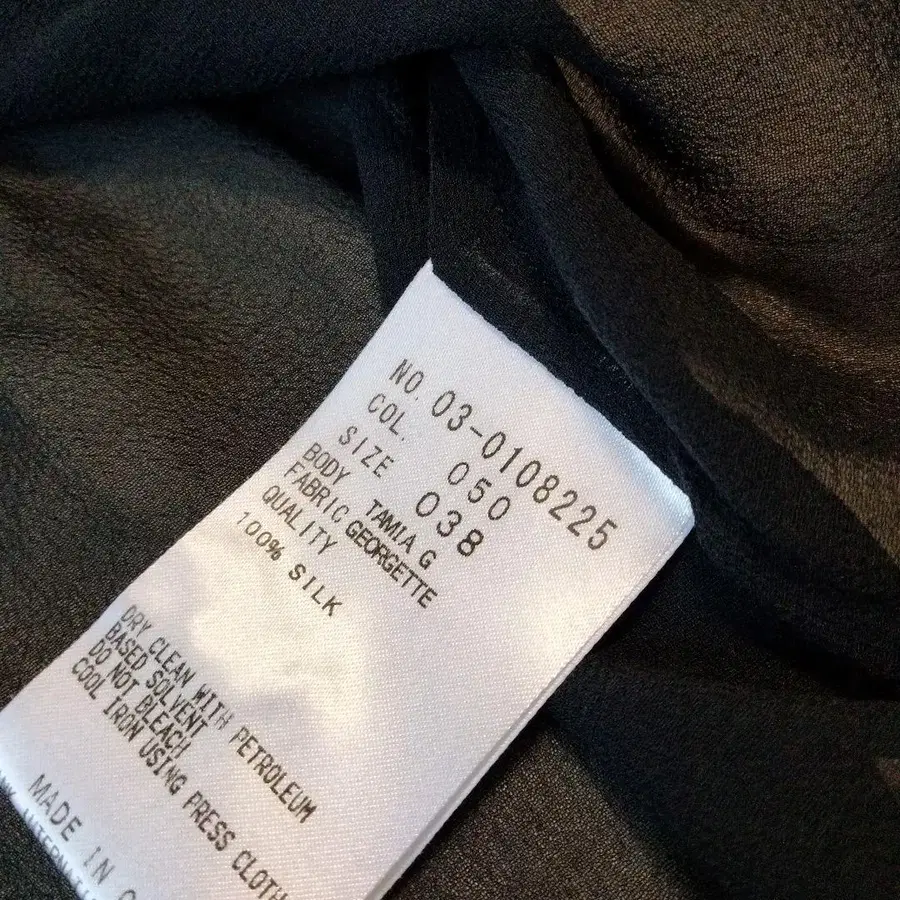 NO. 03-0108225
COL. 050
SIZE 038
BODY TAMIA G
FABRIC GEORGETTE
QUALITY
100% SILK
DRY CLEAN WITH PETROLEUM
BASED SOLVENT
DO NOT BLEACH
COOL IRON USING PRESS CLOTH
MADE IN